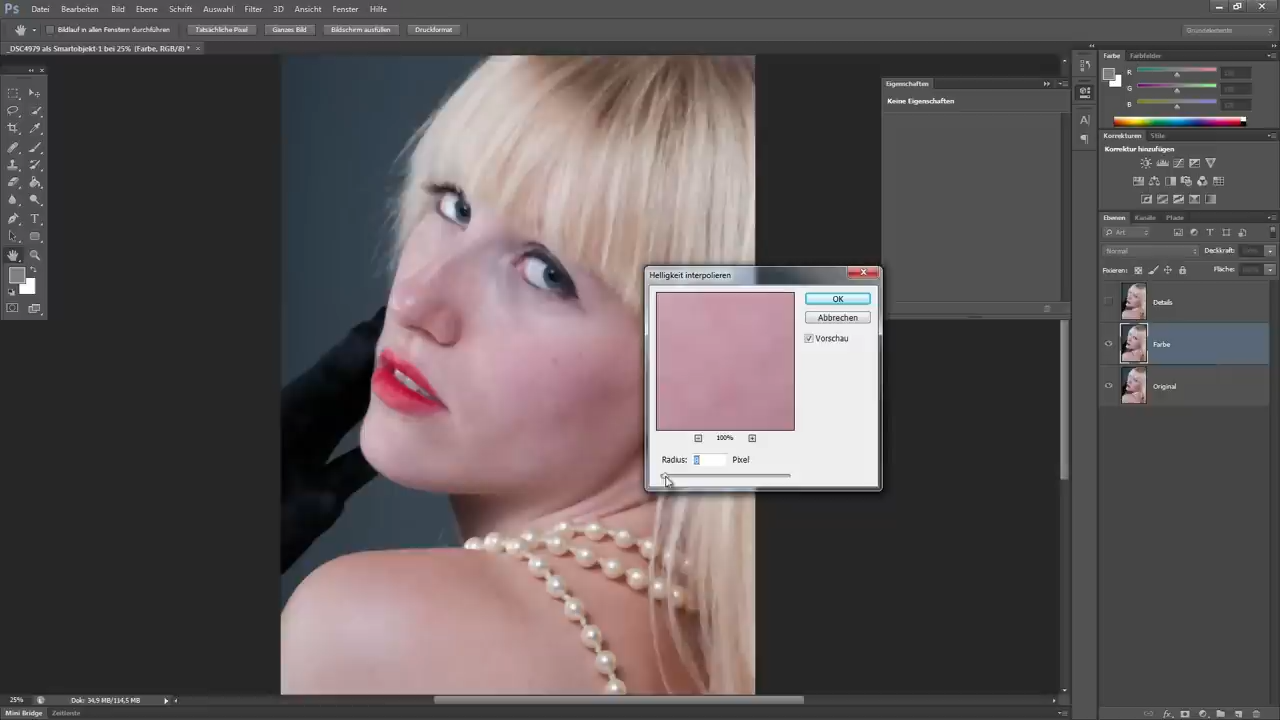 Ps Datei Bearbeiten Bild Ebene Schrift Auswahl Filter 3D Ansicht Fenster Hilfe
Bildlauf in allen Fenstern durchführen Tatsächliche Pixel Ganzes Bild Bildschirm ausfüllen Druckformat Grundelemente
_DSC4979 als Smartobjekt-1 bei 25% (Farbe, RGB/8) *
Farbe Farbfelder
R
G
B
Eigenschaften
Keine Eigenschaften
Korrekturen Stile
Korrektur hinzufügen
Ebenen Kanäle Pfade
Art
Normal Deckkraft:
Fixieren: Fläche:
Details
Farbe
Original
Helligkeit interpolieren
OK
Abbrechen
Vorschau
100%
Radius: Pixel
25% Dok: 34,9 MB/114,5 MB
Mini Bridge Zeitleiste